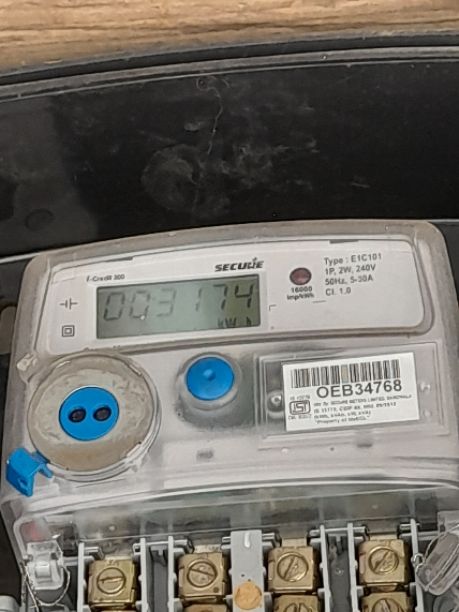 SECURE
i-Credit 300
Type : E1C101
1P, 2W, 240V
50Hz, 5-30A
Cl. 1.0
16000
imp/kWh
003174
kW h
OEB34768